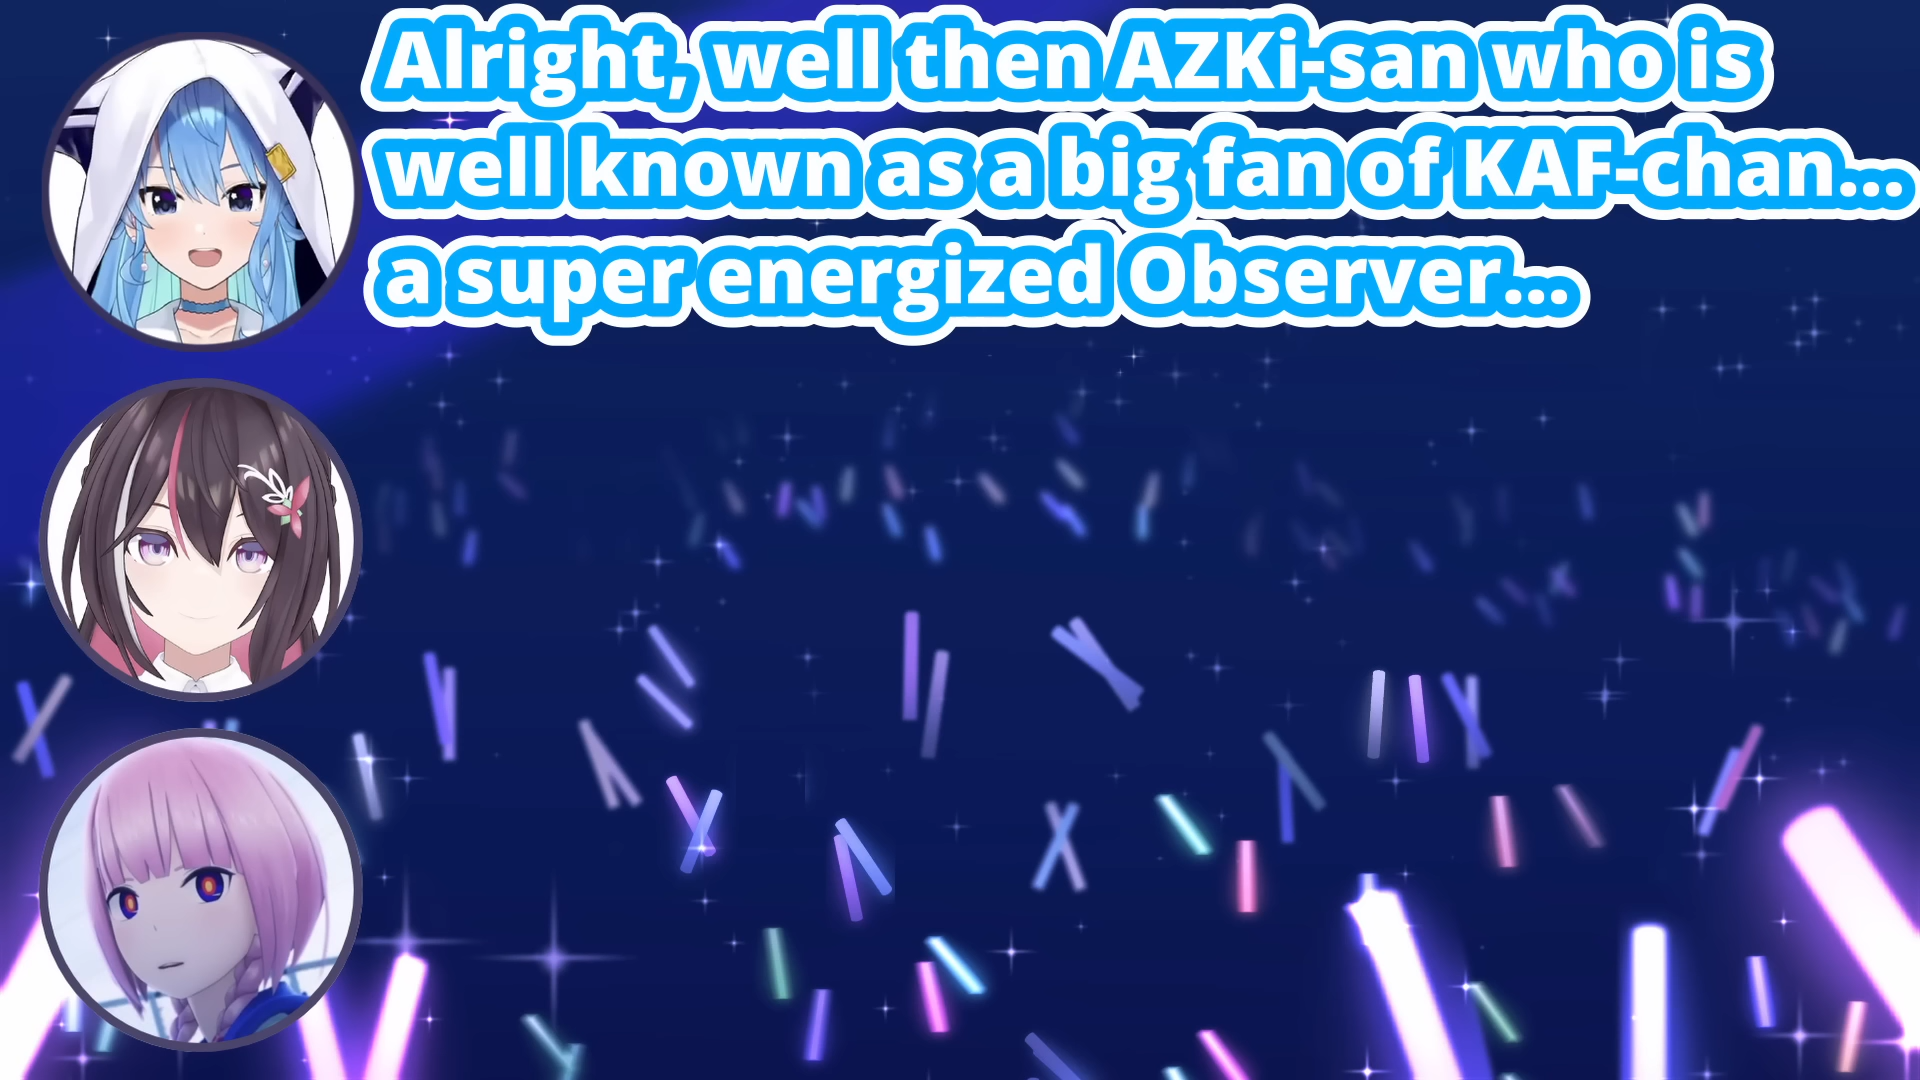 Alright, well then AZKi-san who is
well known as a big fan of KAF-chan...
a super energized Observer...